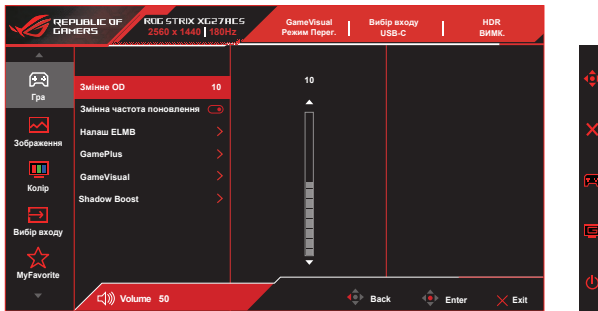 REPUBLIC OF
GAMERS
ROG STRIX XG27ACS
2560 x 1440 180Hz
GameVisual
Режим Перег.
Вибір входу
USB-C
HDR
ВИМК.
Гра
Зображення
Колір
Вибір входу
MyFavorite
Змінне OD 10
Змінна частота поновлення
Налаш ELMB
GamePlus
GameVisual
Shadow Boost
10
Volume 50
Back
Enter
Exit